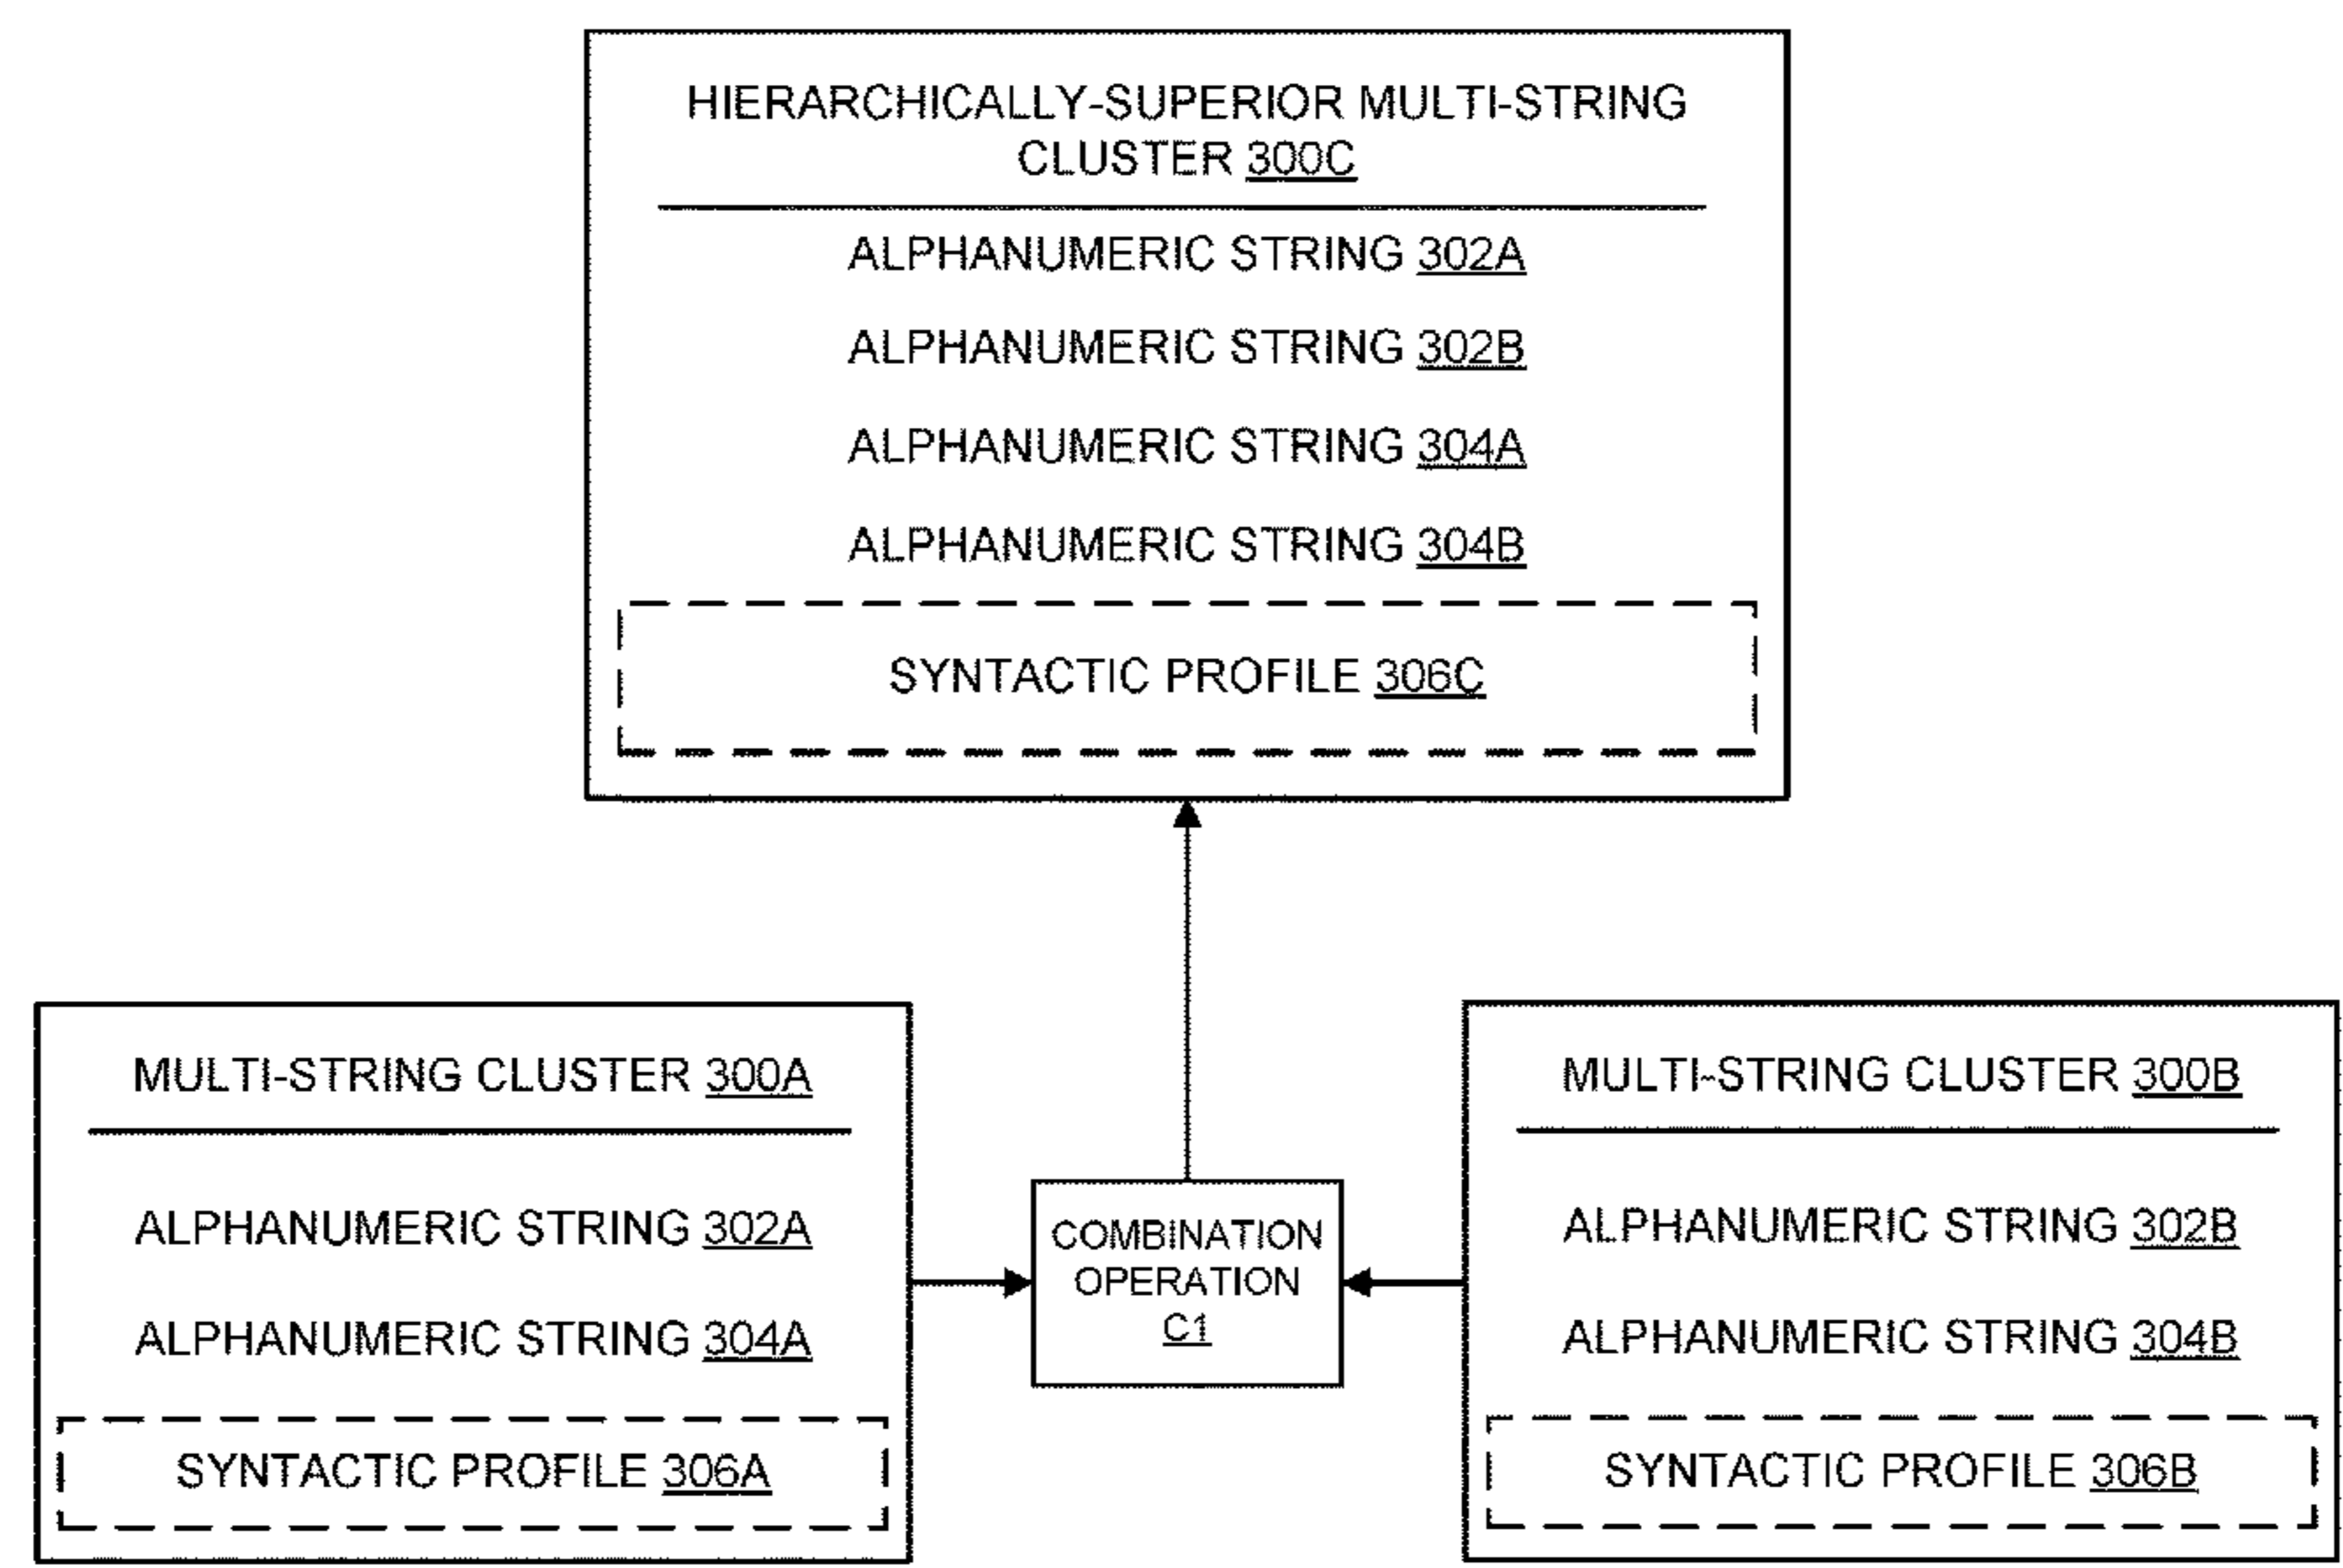 HIERARCHICALLY-SUPERIOR MULTI-STRING
CLUSTER 300C
ALPHANUMERIC STRING 302A
ALPHANUMERIC STRING 302B
ALPHANUMERIC STRING 304A
ALPHANUMERIC STRING 304B
SYNTACTIC PROFILE 306C
MULTI-STRING CLUSTER 300A
ALPHANUMERIC STRING 302A
ALPHANUMERIC STRING 304A
SYNTACTIC PROFILE 306A
COMBINATION
OPERATION
C1
MULTI-STRING CLUSTER 300B
ALPHANUMERIC STRING 302B
ALPHANUMERIC STRING 304B
SYNTACTIC PROFILE 306B